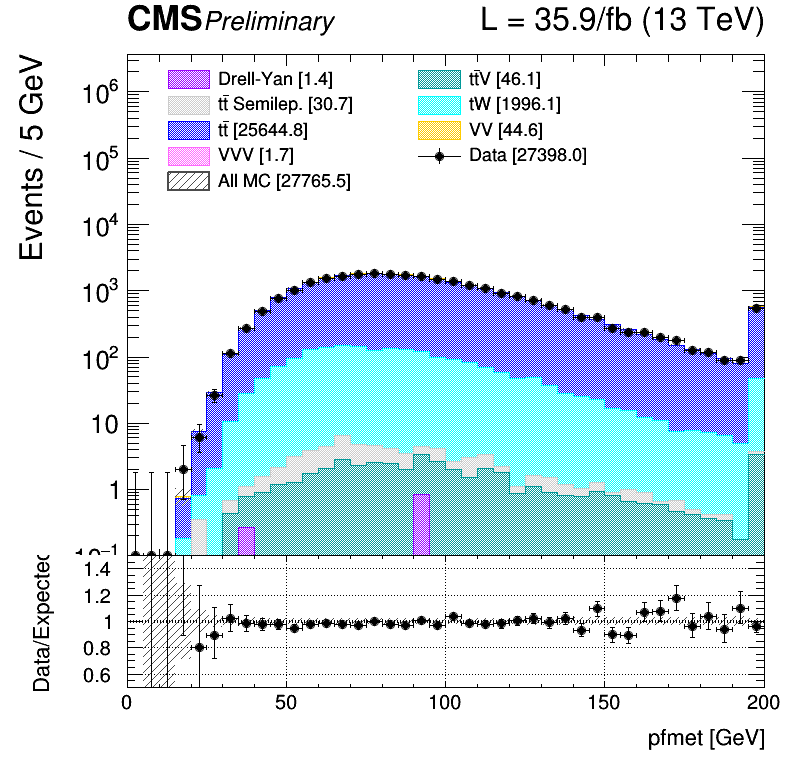 CMS Preliminary L = 35.9/fb (13 TeV)
Events / 5 GeV
Drell-Yan [1.4]
tt̄ Semilep. [30.7]
tt̄ [25644.8]
VVV [1.7]
All MC [27765.5]
tt̄V [46.1]
tW [1996.1]
VV [44.6]
Data [27398.0]
10⁶
10⁵
10⁴
10³
10²
10
1
10⁻¹
Data/Expected
1.4
1.2
1
0.8
0.6
0 50 100 150 200
pfmet [GeV]